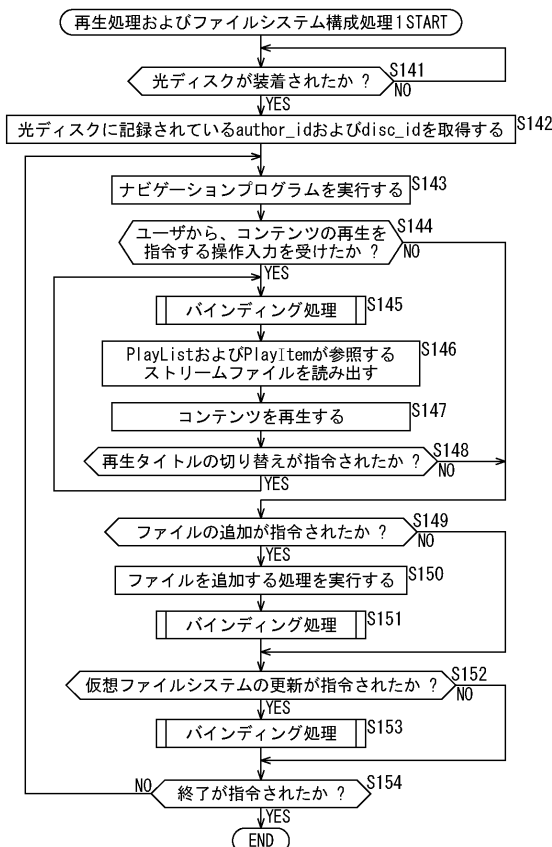 再生処理およびファイルシステム構成処理1START
光ディスクが装着されたか ?
S141
NO
YES
光ディスクに記録されているauthor_idおよびdisc_idを取得する
S142
ナビゲーションプログラムを実行する
S143
ユーザから、コンテンツの再生を
指令する操作入力を受けたか ?
S144
NO
YES
バインディング処理
S145
PlayListおよびPlayItemが参照する
ストリームファイルを読み出す
S146
コンテンツを再生する
S147
再生タイトルの切り替えが指令されたか ?
S148
NO
YES
ファイルの追加が指令されたか ?
S149
NO
YES
ファイルを追加する処理を実行する
S150
バインディング処理
S151
仮想ファイルシステムの更新が指令されたか ?
S152
NO
YES
バインディング処理
S153
NO
終了が指令されたか ?
S154
YES
END